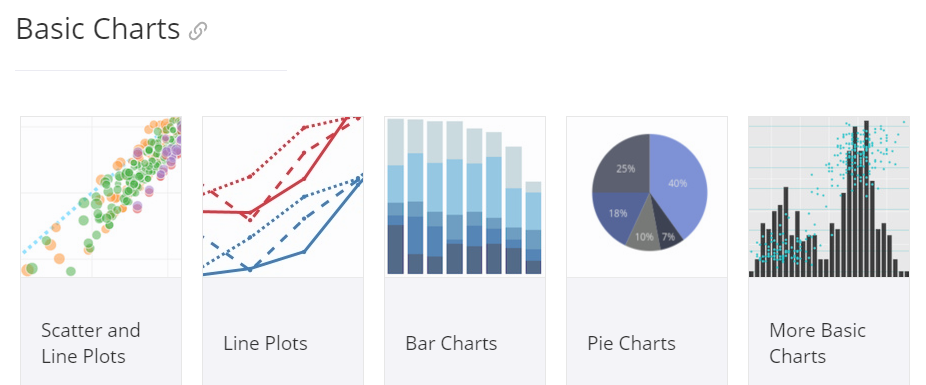 Basic Charts
25%
40%
18%
10%
7%
Scatter and
Line Plots
Line Plots
Bar Charts
Pie Charts
More Basic
Charts